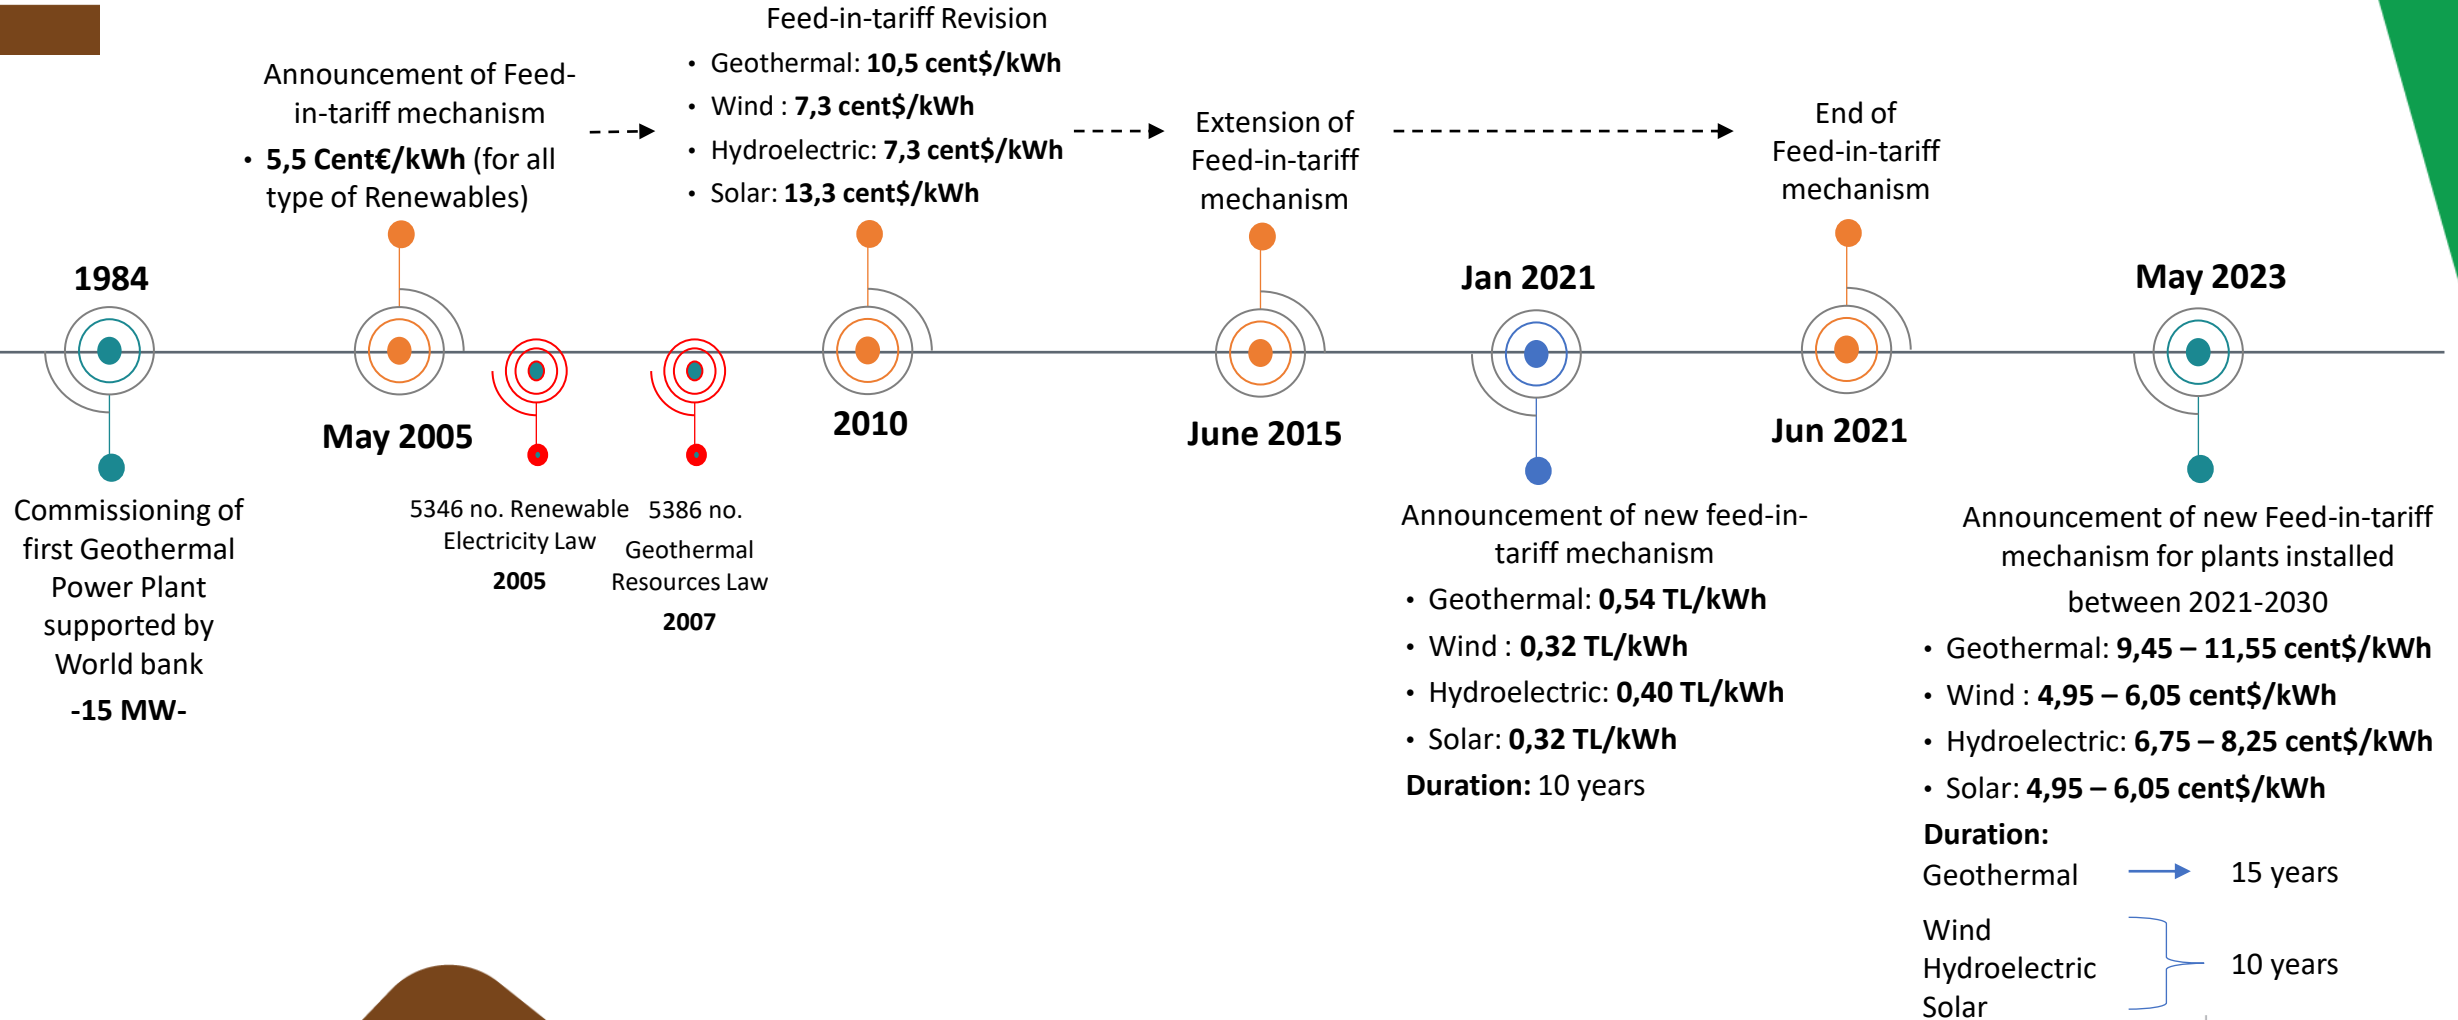 1984
Commissioning of
first Geothermal
Power Plant
supported by
World bank
-15 MW-
Announcement of Feed-
in-tariff mechanism
• 5,5 Cent€/kWh (for all
type of Renewables)
May 2005
5346 no. Renewable
Electricity Law
2005
5386 no.
Geothermal
Resources Law
2007
Feed-in-tariff Revision
• Geothermal: 10,5 cent$/kWh
• Wind : 7,3 cent$/kWh
• Hydroelectric: 7,3 cent$/kWh
• Solar: 13,3 cent$/kWh
2010
Extension of
Feed-in-tariff
mechanism
June 2015
Jan 2021
Announcement of new feed-in-
tariff mechanism
• Geothermal: 0,54 TL/kWh
• Wind : 0,32 TL/kWh
• Hydroelectric: 0,40 TL/kWh
• Solar: 0,32 TL/kWh
Duration: 10 years
End of
Feed-in-tariff
mechanism
Jun 2021
May 2023
Announcement of new Feed-in-tariff
mechanism for plants installed
between 2021-2030
• Geothermal: 9,45 – 11,55 cent$/kWh
• Wind : 4,95 – 6,05 cent$/kWh
• Hydroelectric: 6,75 – 8,25 cent$/kWh
• Solar: 4,95 – 6,05 cent$/kWh
Duration:
Geothermal 15 years
Wind
Hydroelectric 10 years
Solar